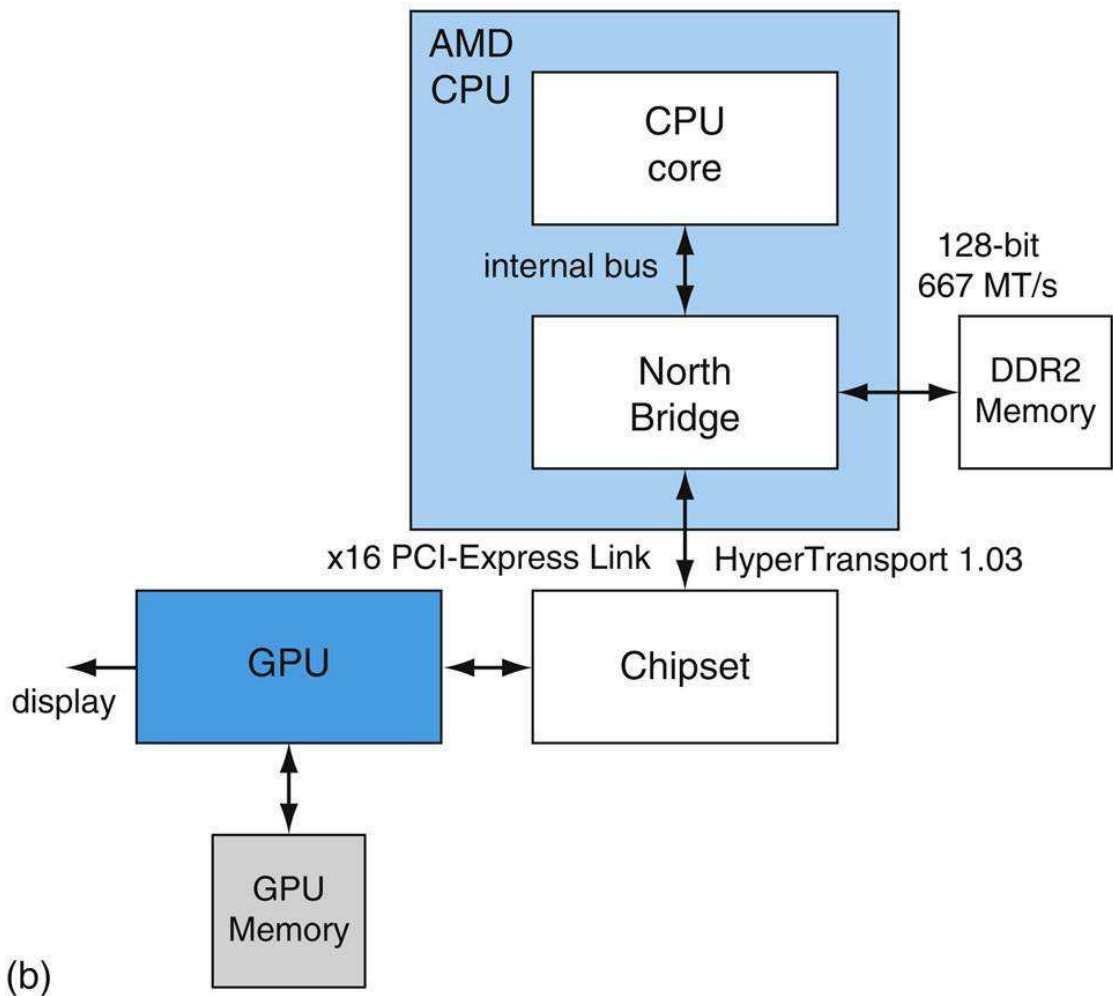 AMD
CPU
CPU
core
internal bus
128-bit
667 MT/s
North
Bridge
DDR2
Memory
x16 PCI-Express Link
HyperTransport 1.03
GPU
Chipset
display
GPU
Memory
(b)